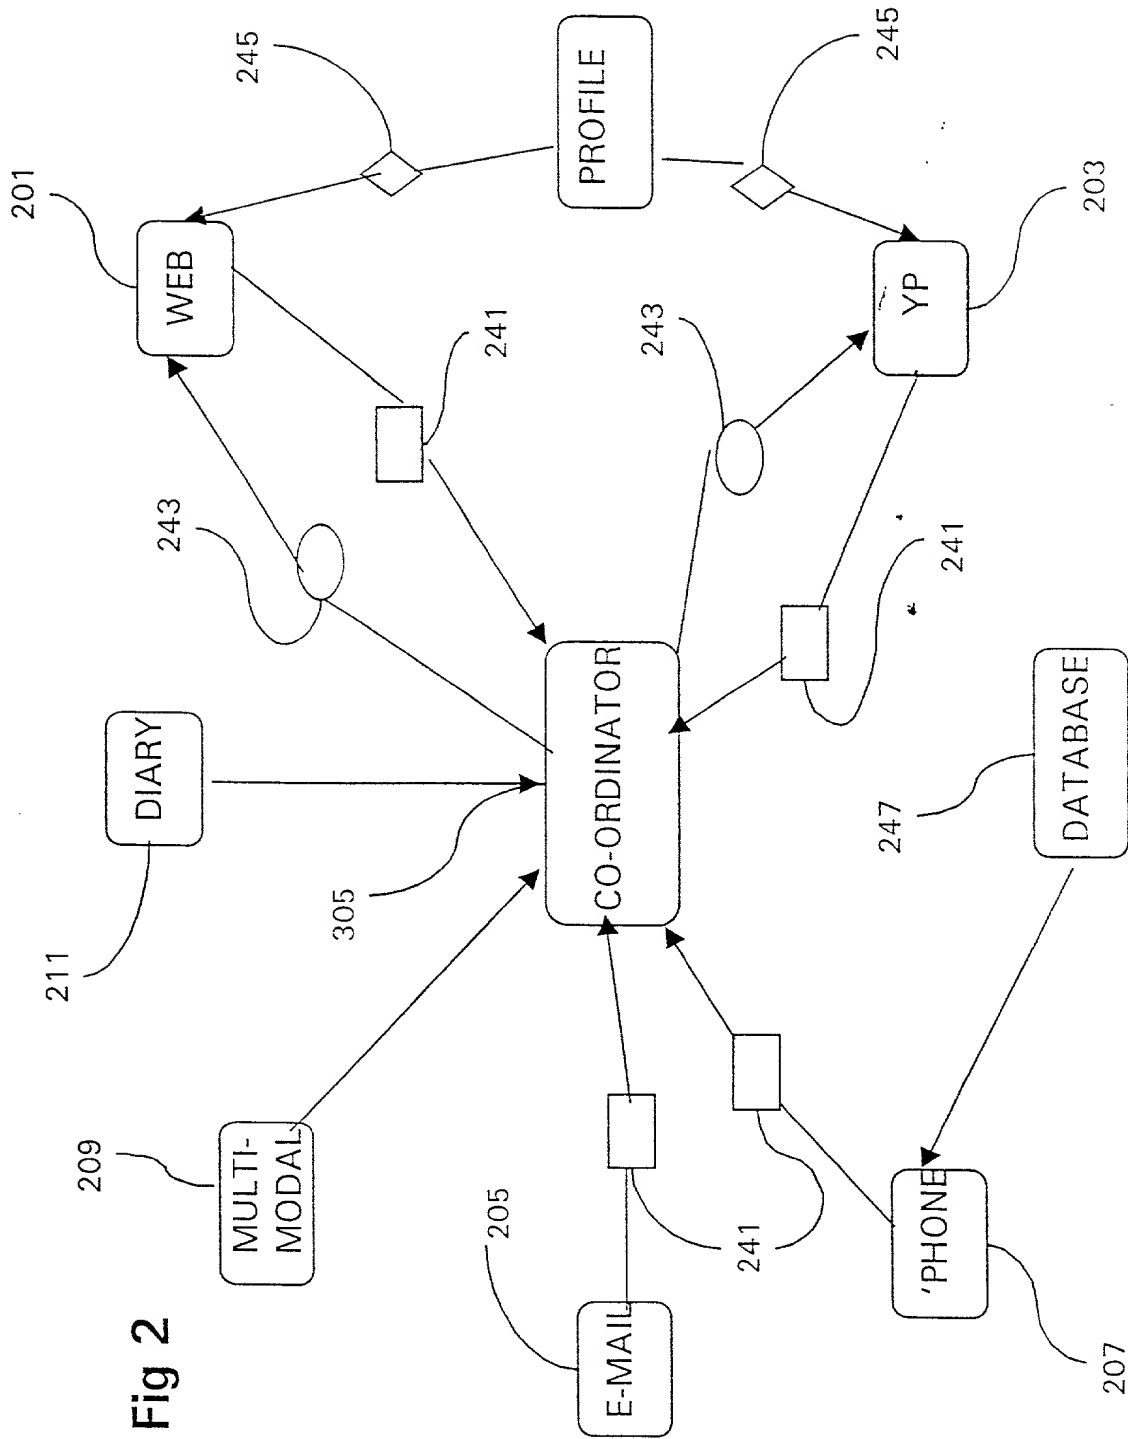 Fig 2
209
MULTI-
MODAL
211
DIARY
243
201
WEB
245
305
241
205
E-MAIL
241
CO-ORDINATOR
243
PROFILE
245
207
'PHONE
247
DATABASE
241
YP
203